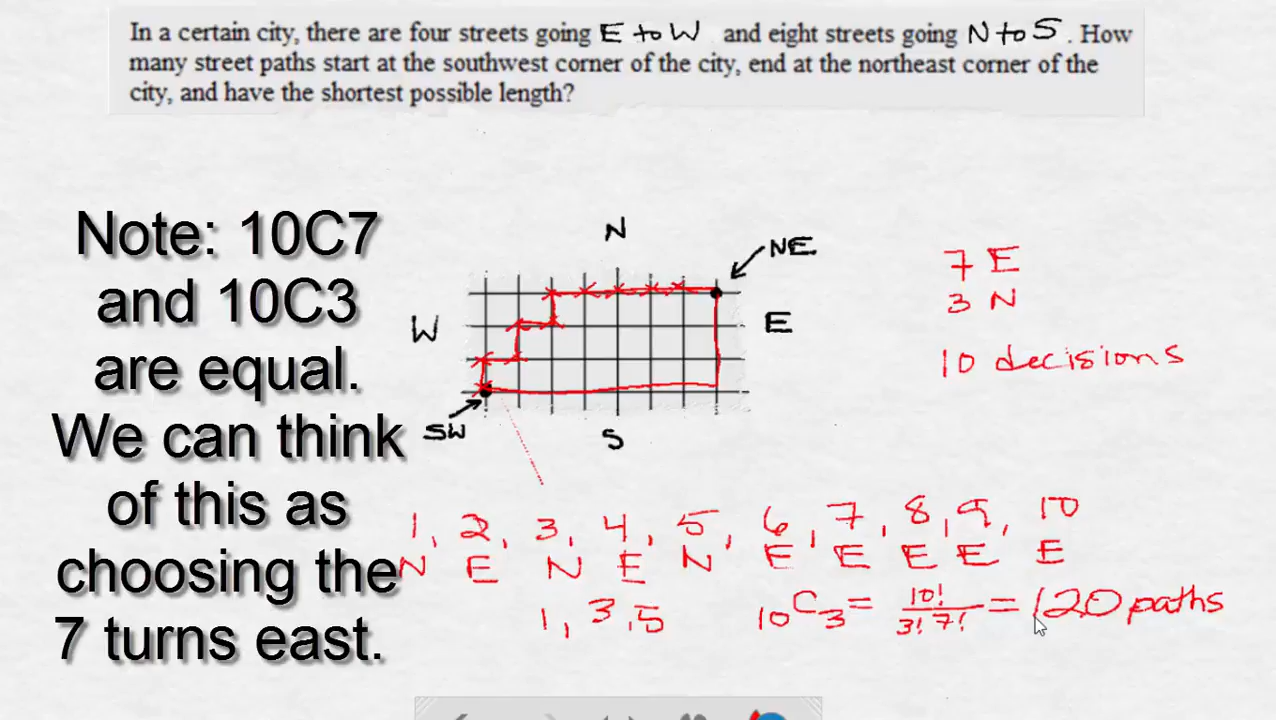 In a certain city, there are four streets going E to W and eight streets going N to S. How
many street paths start at the southwest corner of the city, end at the northeast corner of the
city, and have the shortest possible length?
Note: 10C7
and 10C3
are equal.
We can think
of this as
choosing the
7 turns east.
N
NE
W
E
SW
S
7 E
3 N
10 decisions
1, 2, 3, 4, 5, 6, 7, 8, 9, 10
N E N E N E E E E E
1, 3, 5
10C3 = 10!/3! 7! = 120 paths